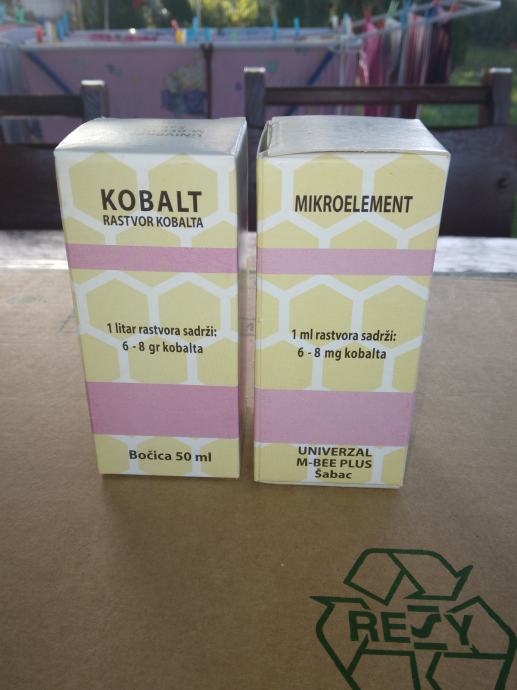 KOBALT
RASTVOR KOBALTA
1 litar rastvora sadrži:
6 - 8 gr kobalta
Bočica 50 ml
MIKROELEMENT
1 ml rastvora sadrži:
6 - 8 mg kobalta
UNIVERZAL
M-BEE PLUS
Šabac
RESY